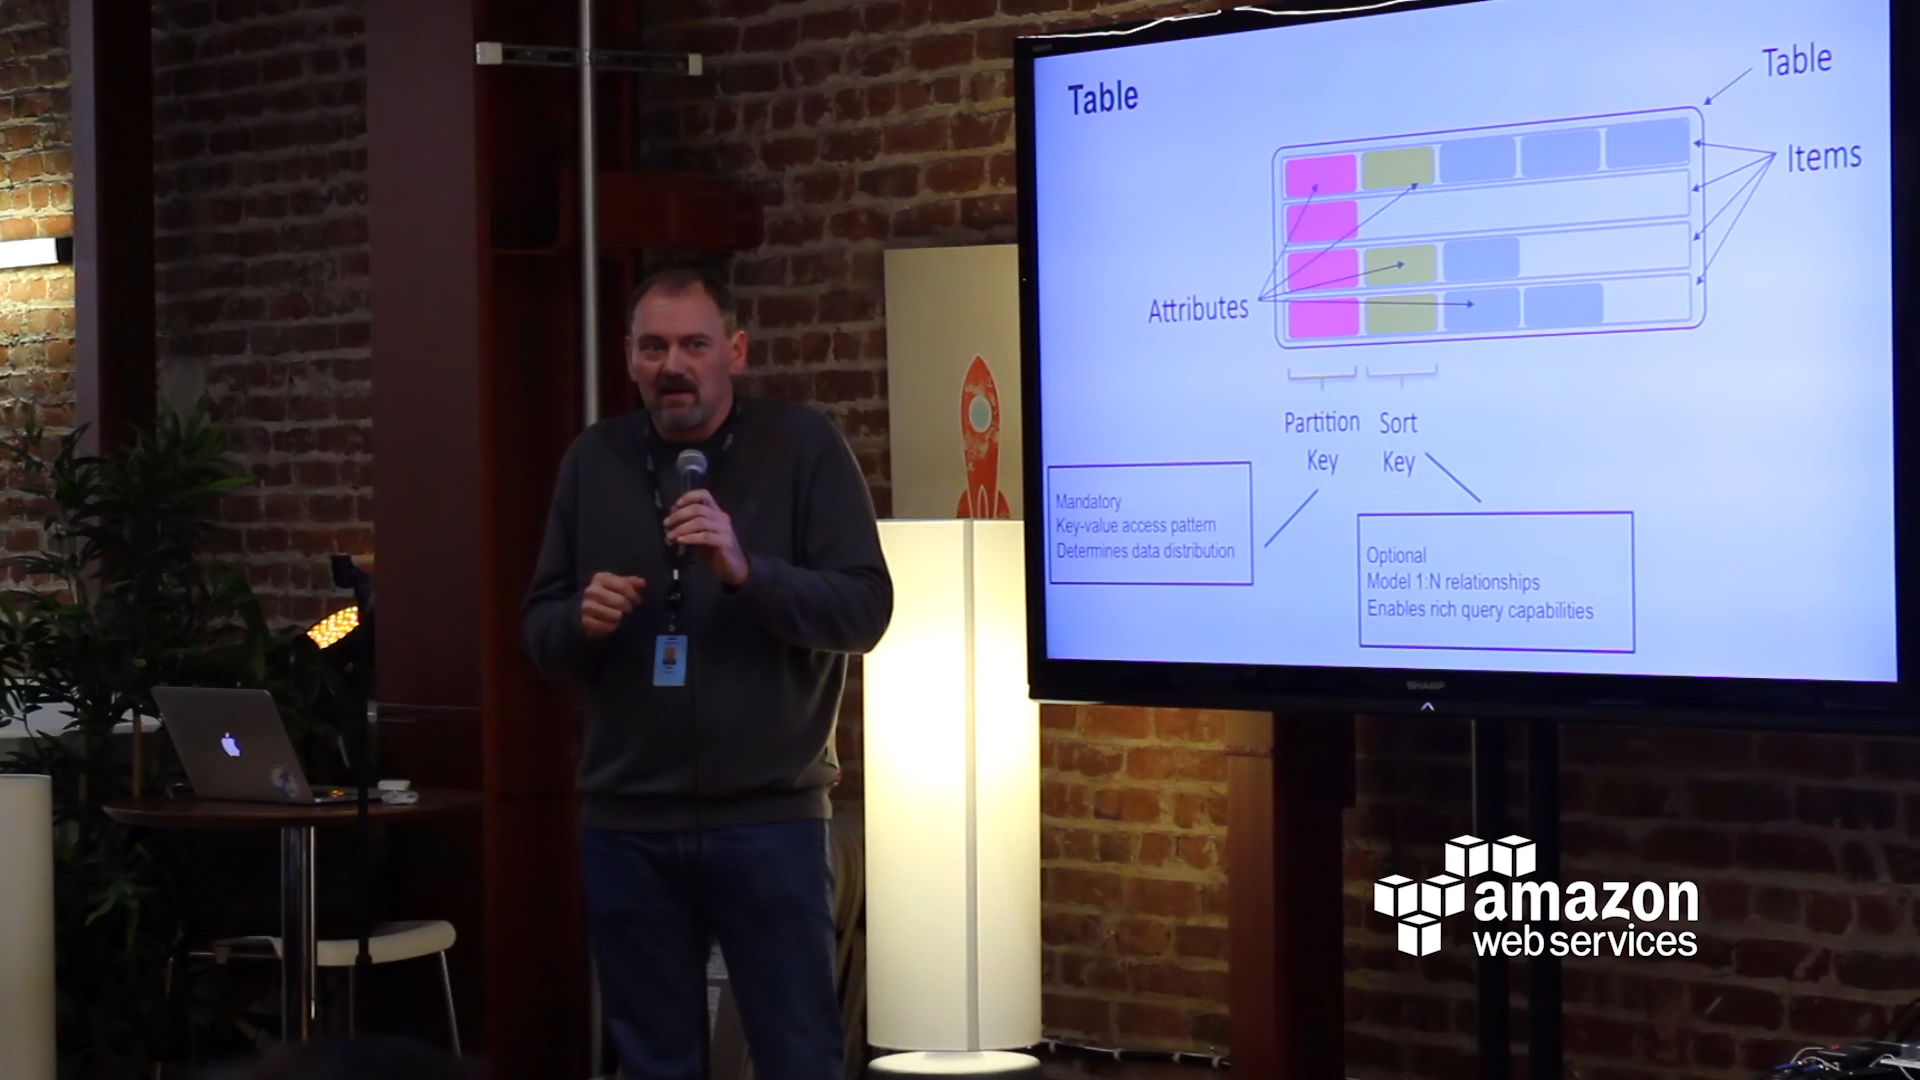 Table
Table
Items
Attributes
Partition
Key
Sort
Key
Mandatory
Key-value access pattern
Determines data distribution
Optional
Model 1:N relationships
Enables rich query capabilities
SHARP
amazon
web services